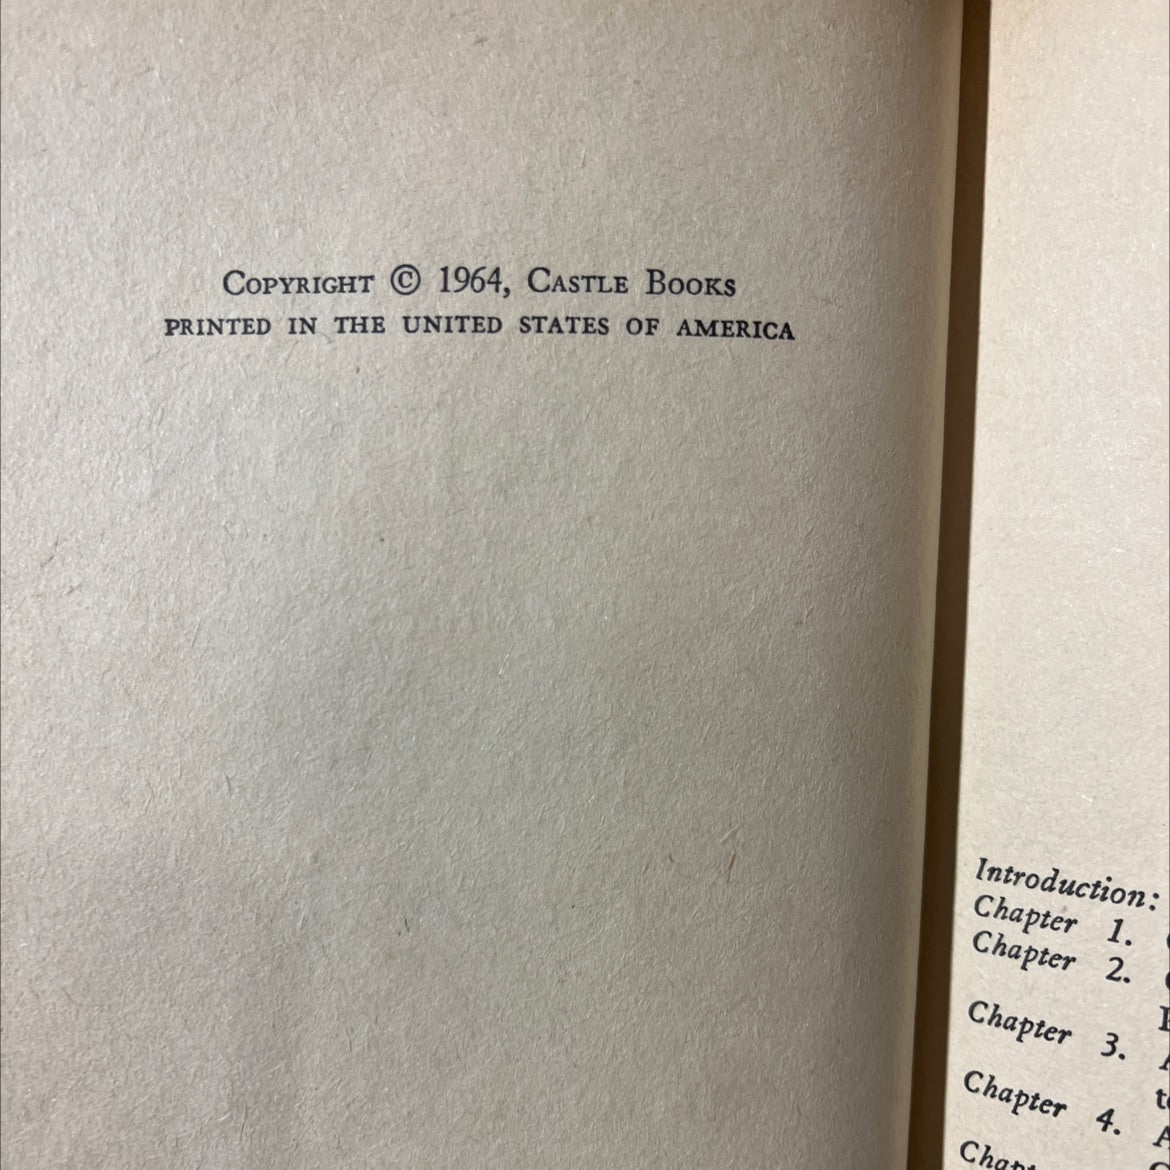 Copyright © 1964, Castle Books
PRINTED IN THE UNITED STATES OF AMERICA
Introduction:
Chapter 1.
Chapter 2.
Chapter 3.
Chapter 4.